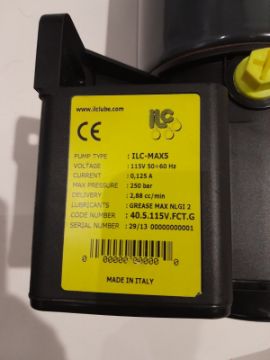 www.ilclube.com
CE
ilc
PUMP TYPE : ILC-MAX5
VOLTAGE : 115V 50÷60 Hz
CURRENT : 0,125 A
MAX PRESSURE : 250 bar
DELIVERY : 2,88 cc/min
LUBRICANTS : GREASE MAX NLGI 2
CODE NUMBER : 40.5.115V.FCT.G
SERIAL NUMBER : 29/13 00000000001
MADE IN ITALY